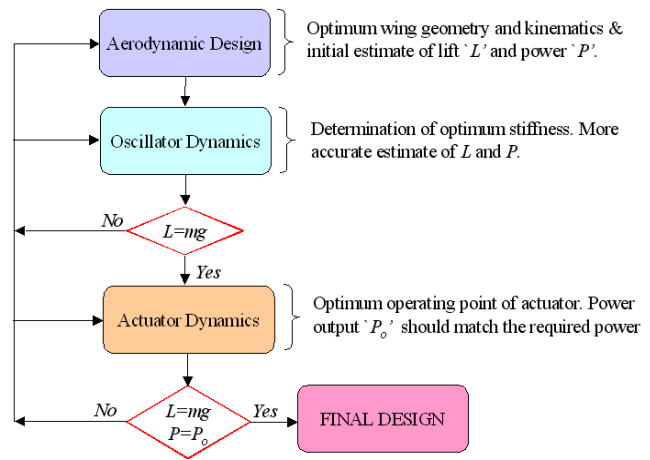 Aerodynamic Design
Optimum wing geometry and kinematics &
initial estimate of lift `L' and power `P'.
Oscillator Dynamics
Determination of optimum stiffness. More
accurate estimate of L and P.
No
L=mg
Yes
Actuator Dynamics
Optimum operating point of actuator. Power
output `Po' should match the required power
No
L=mg
P=Po
Yes
FINAL DESIGN